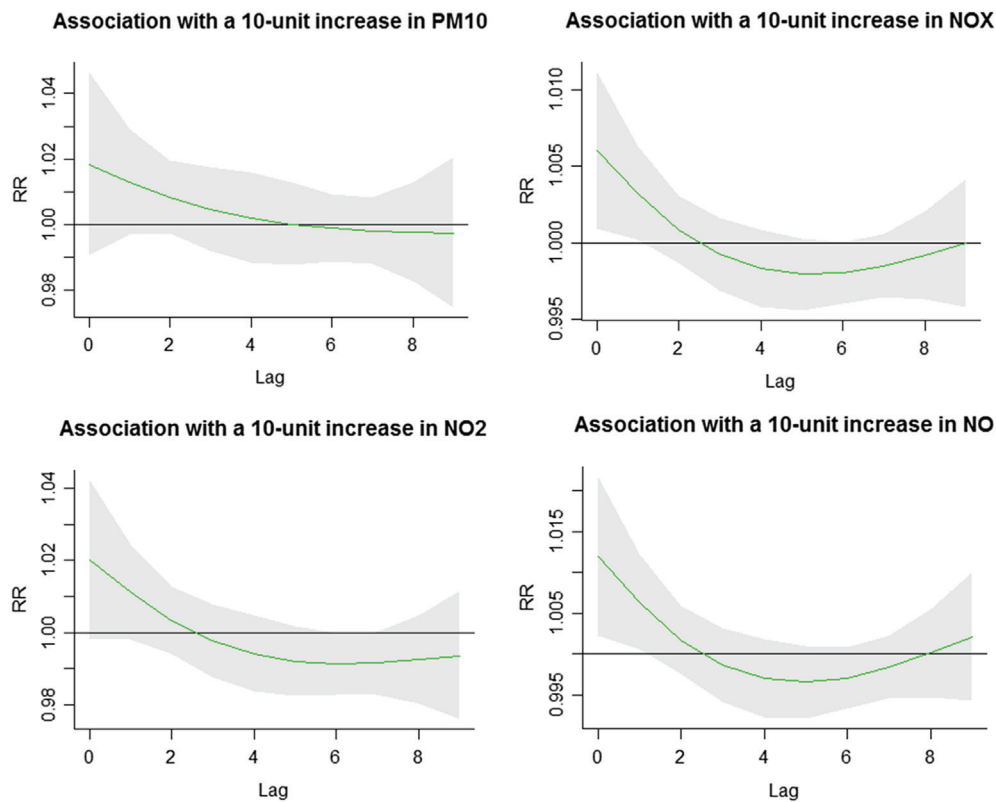 Association with a 10-unit increase in PM10
RR
1.04
1.02
1.00
0.98
0 2 4 6 8
Lag
Association with a 10-unit increase in NOX
RR
1.010
1.005
1.000
0.995
0 2 4 6 8
Lag
Association with a 10-unit increase in NO2
RR
1.04
1.02
1.00
0.98
0 2 4 6 8
Lag
Association with a 10-unit increase in NO
RR
1.015
1.005
0.995
0 2 4 6 8
Lag